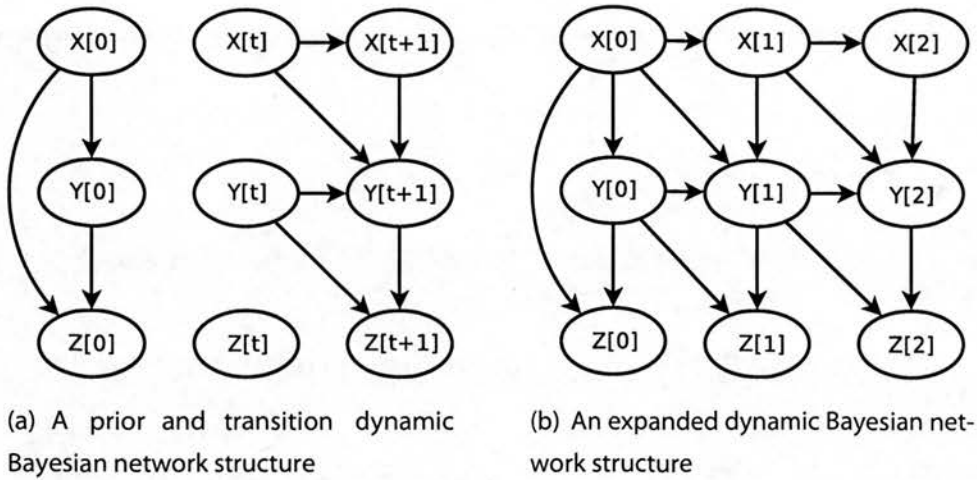 X[0] X[t] X[t+1] X[0] X[1] X[2]
Y[0] Y[t] Y[t+1] Y[0] Y[1] Y[2]
Z[0] Z[t] Z[t+1] Z[0] Z[1] Z[2]
(a) A prior and transition dynamic
Bayesian network structure
(b) An expanded dynamic Bayesian net-
work structure